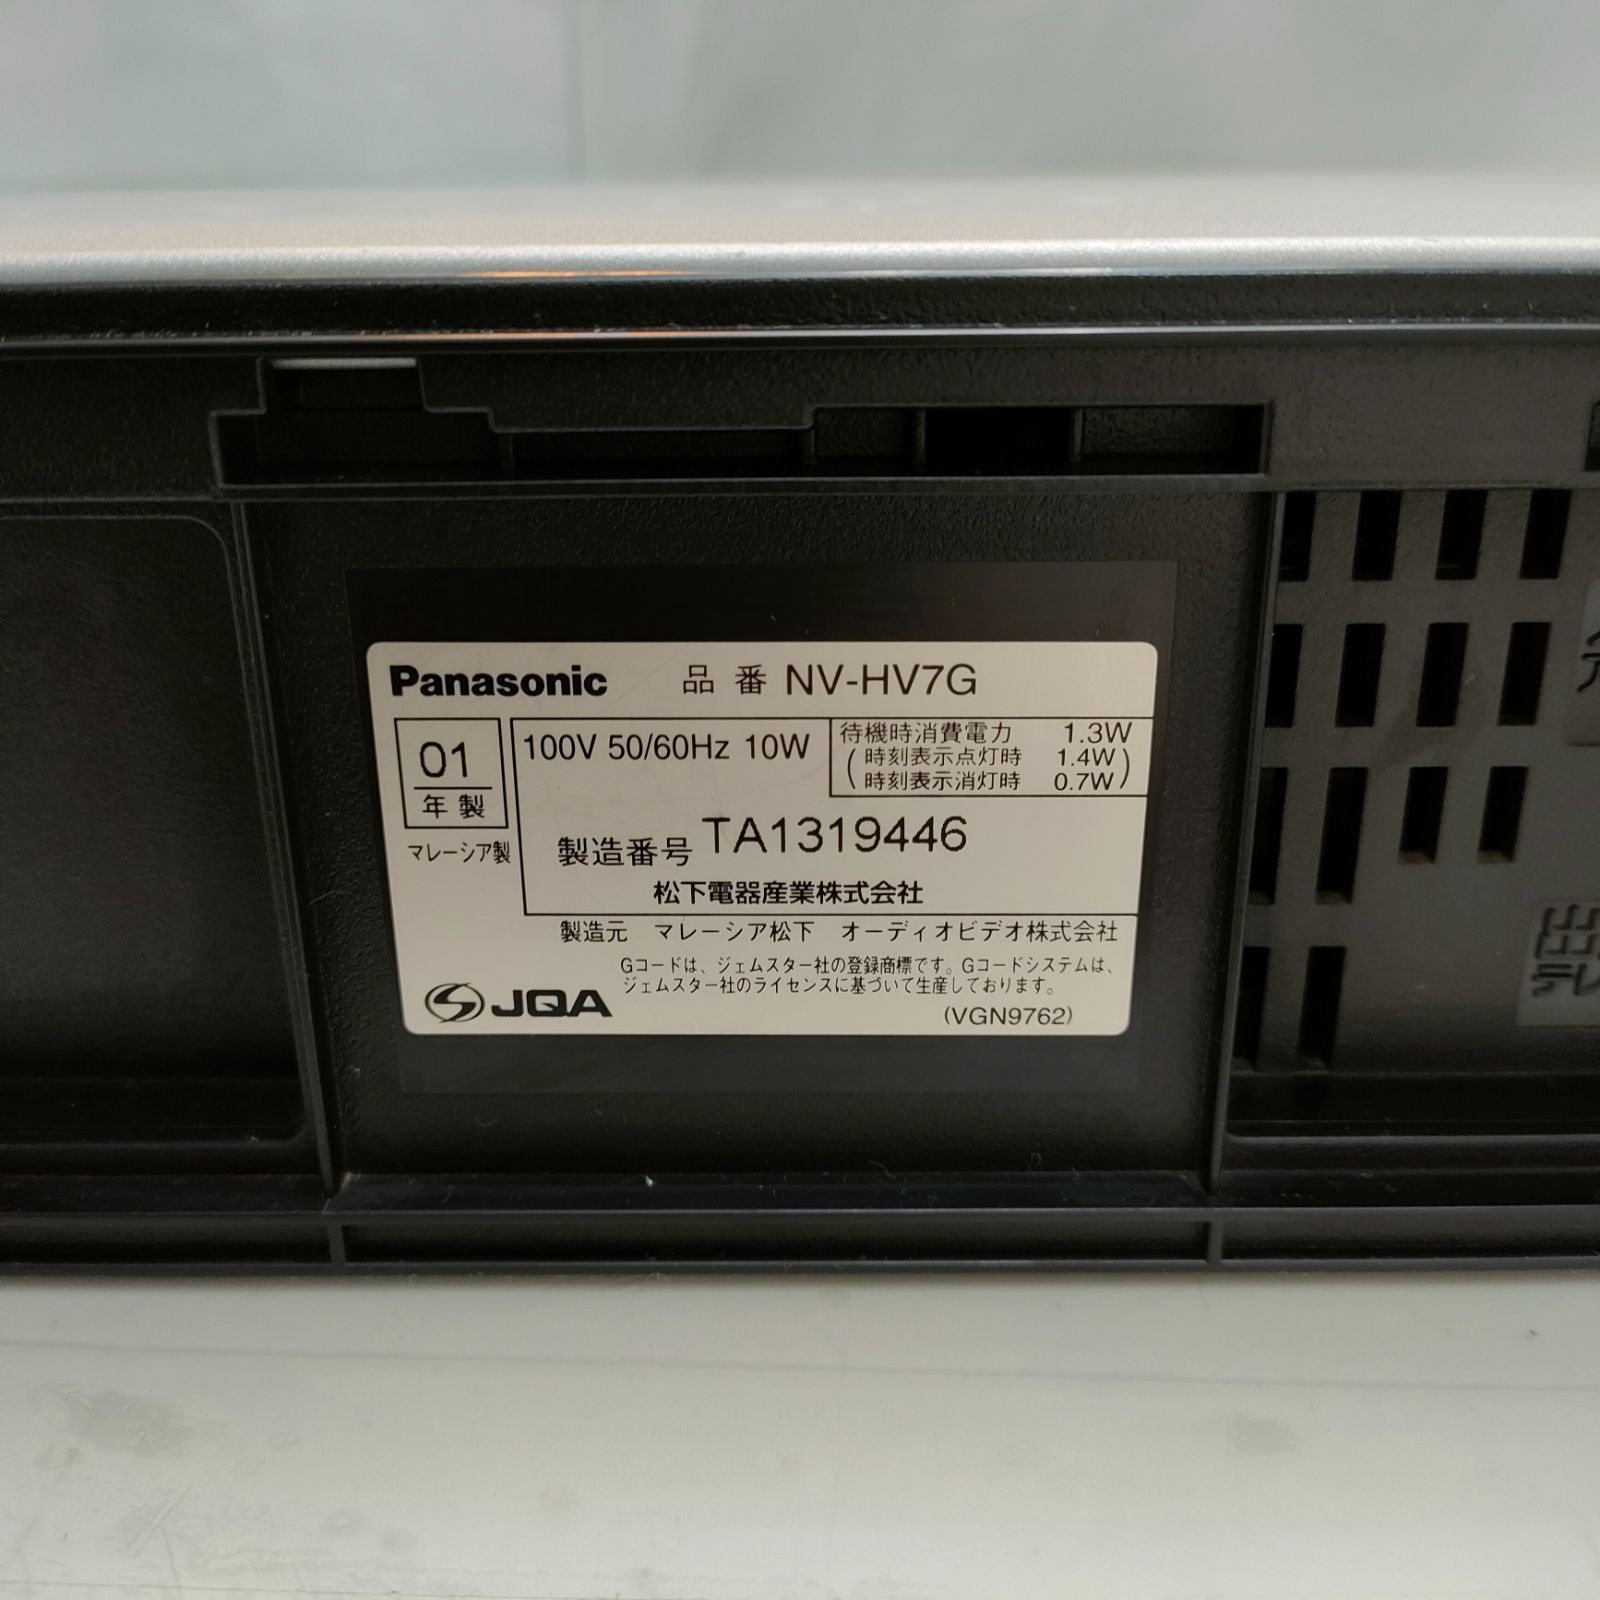 Panasonic 品番 NV-HV7G
01
年製
マレーシア製
100V 50/60Hz 10W
待機時消費電力 1.3W
(時刻表示点灯時 1.4W
時刻表示消灯時 0.7W)
製造番号 TA1319446
松下電器産業株式会社
製造元 マレーシア松下 オーディオビデオ株式会社
Gコードは、ジェムスター社の登録商標です。Gコードシステムは、
ジェムスター社のライセンスに基づいて生産しております。
JQA
(VGN9762)